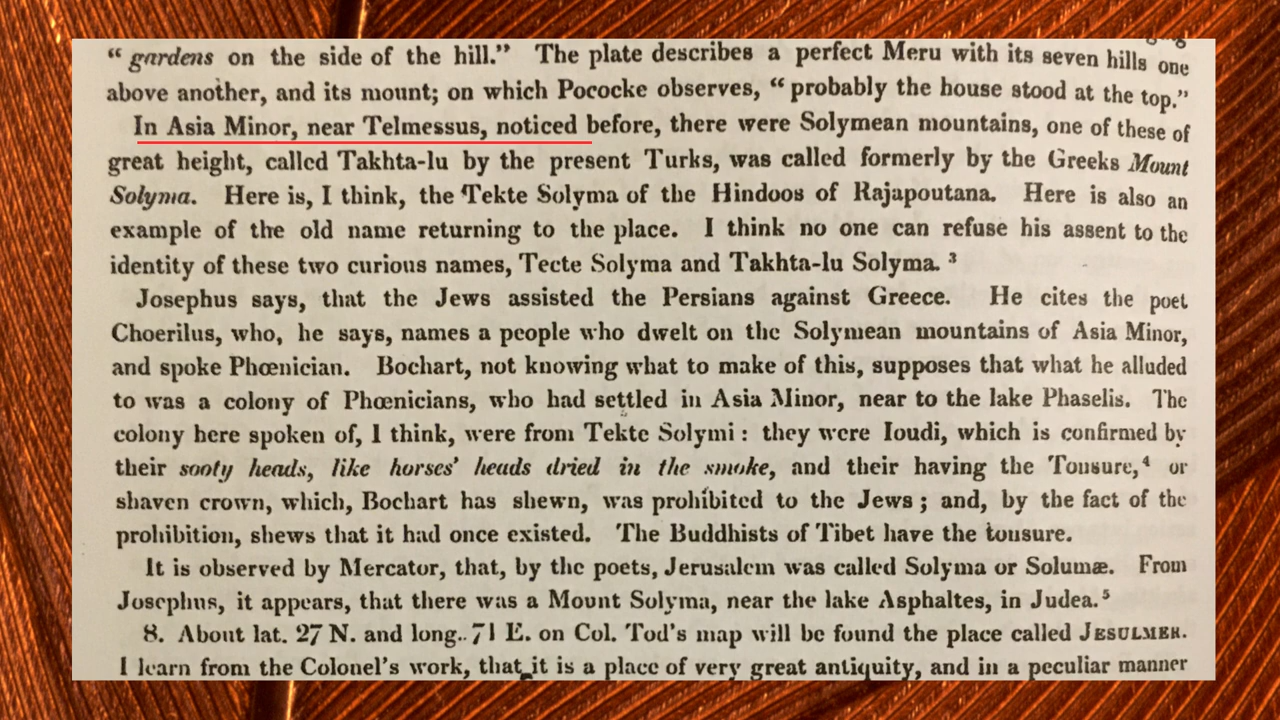 “ gardens on the side of the hill.” The plate describes a perfect Meru with its seven hills one
above another, and its mount; on which Pococke observes, “ probably the house stood at the top.”
In Asia Minor, near Telmessus, noticed before, there were Solymean mountains, one of these of
great height, called Takhta-lu by the present Turks, was called formerly by the Greeks Mount
Solyma. Here is, I think, the Tekte Solyma of the Hindoos of Rajapoutana. Here is also an
example of the old name returning to the place. I think no one can refuse his assent to the
identity of these two curious names, Tecte Solyma and Takhta-lu Solyma. ³
Josephus says, that the Jews assisted the Persians against Greece. He cites the poet
Choerilus, who, he says, names a people who dwelt on the Solymean mountains of Asia Minor,
and spoke Phœnician. Bochart, not knowing what to make of this, supposes that what he alluded
to was a colony of Phœnicians, who had settled in Asia Minor, near to the lake Phaselis. The
colony here spoken of, I think, were from Tekte Solymi : they were Ioudi, which is confirmed by
their sooty heads, like horses’ heads dried in the smoke, and their having the Tonsure,⁴ or
shaven crown, which, Bochart has shewn, was prohibited to the Jews ; and, by the fact of the
prohibition, shews that it had once existed. The Buddhists of Tibet have the tonsure.
It is observed by Mercator, that, by the poets, Jerusalem was called Solyma or Solumæ. From
Josephus, it appears, that there was a Mount Solyma, near the lake Asphaltes, in Judea.⁵
8. About lat. 27 N. and long. 71 E. on Col. Tod’s map will be found the place called JESULMER.
I learn from the Colonel’s work, that it is a place of very great antiquity, and in a peculiar manner